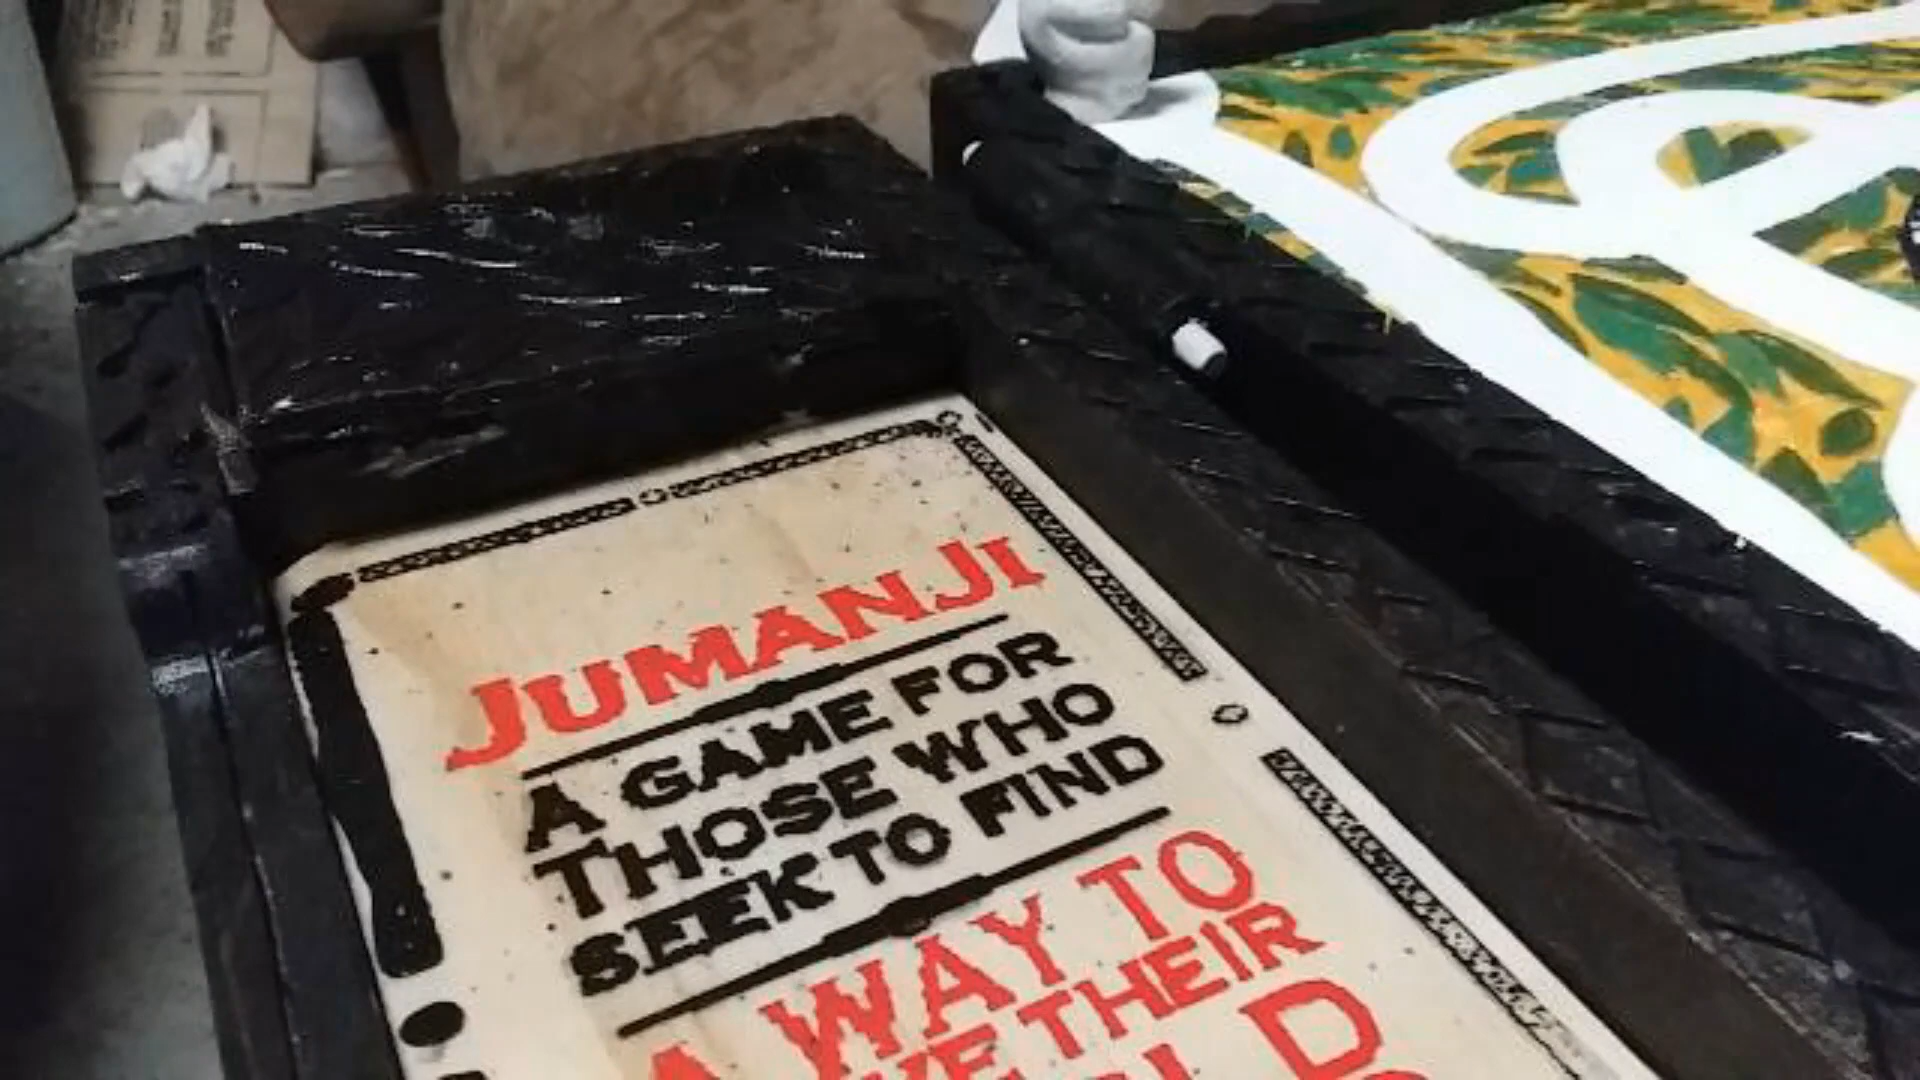 JUMANJI
A GAME FOR
THOSE WHO
SEEK TO FIND
A WAY TO
THEIR